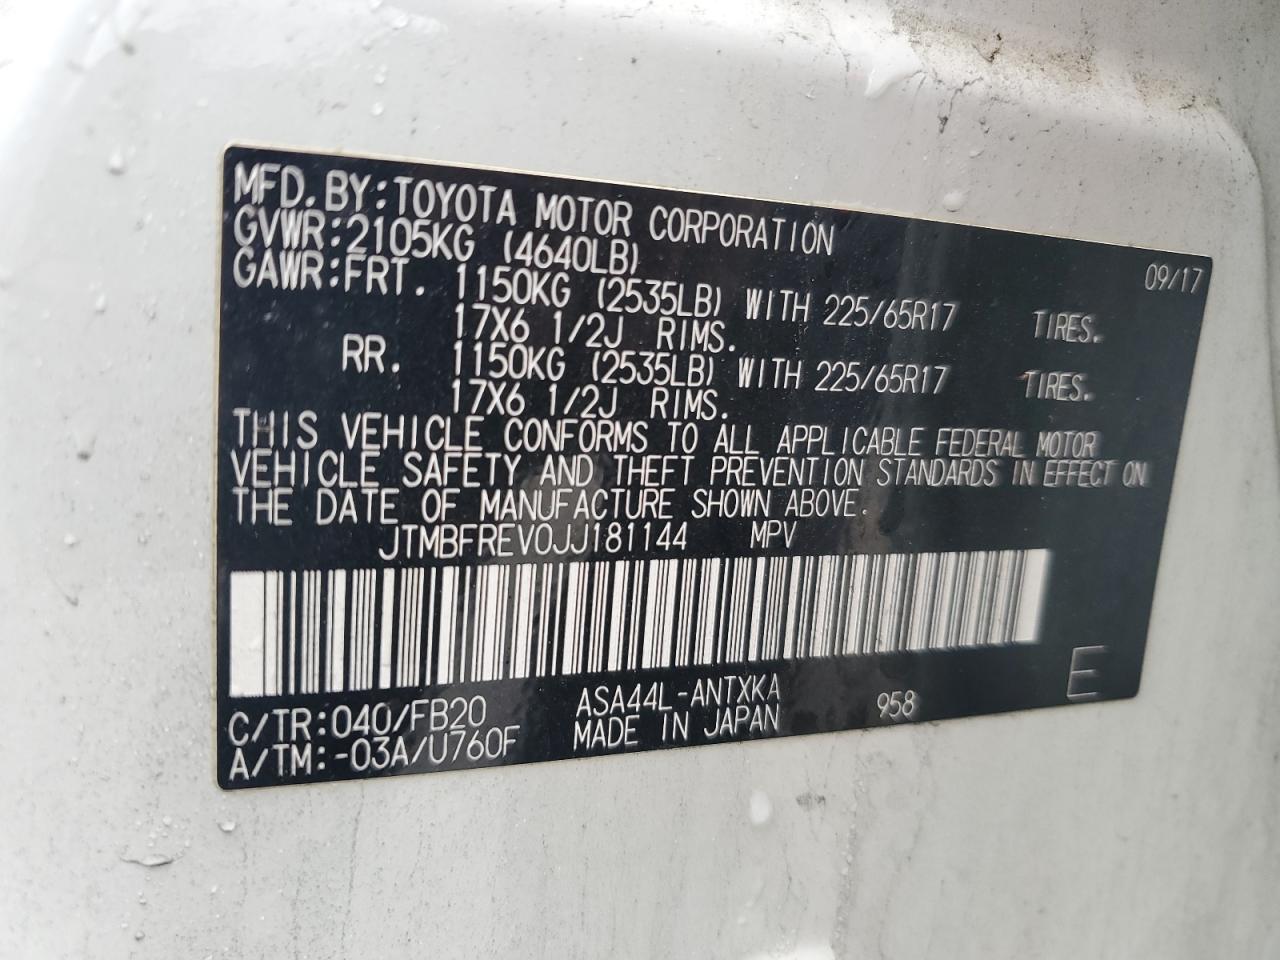 MFD. BY:TOYOTA MOTOR CORPORATION 09/17
GVWR:2105KG (4640LB)
GAWR:FRT. 1150KG (2535LB) WITH 225/65R17 TIRES.
17X6 1/2J RIMS.
RR. 1150KG (2535LB) WITH 225/65R17 TIRES.
17X6 1/2J RIMS.
THIS VEHICLE CONFORMS TO ALL APPLICABLE FEDERAL MOTOR
VEHICLE SAFETY AND THEFT PREVENTION STANDARDS IN EFFECT ON
THE DATE OF MANUFACTURE SHOWN ABOVE.
JTMBFREV0JJ181144 MPV
C/TR:040/FB20 ASA44L-ANTXKA 958 E
A/TM:-03A/U760F MADE IN JAPAN